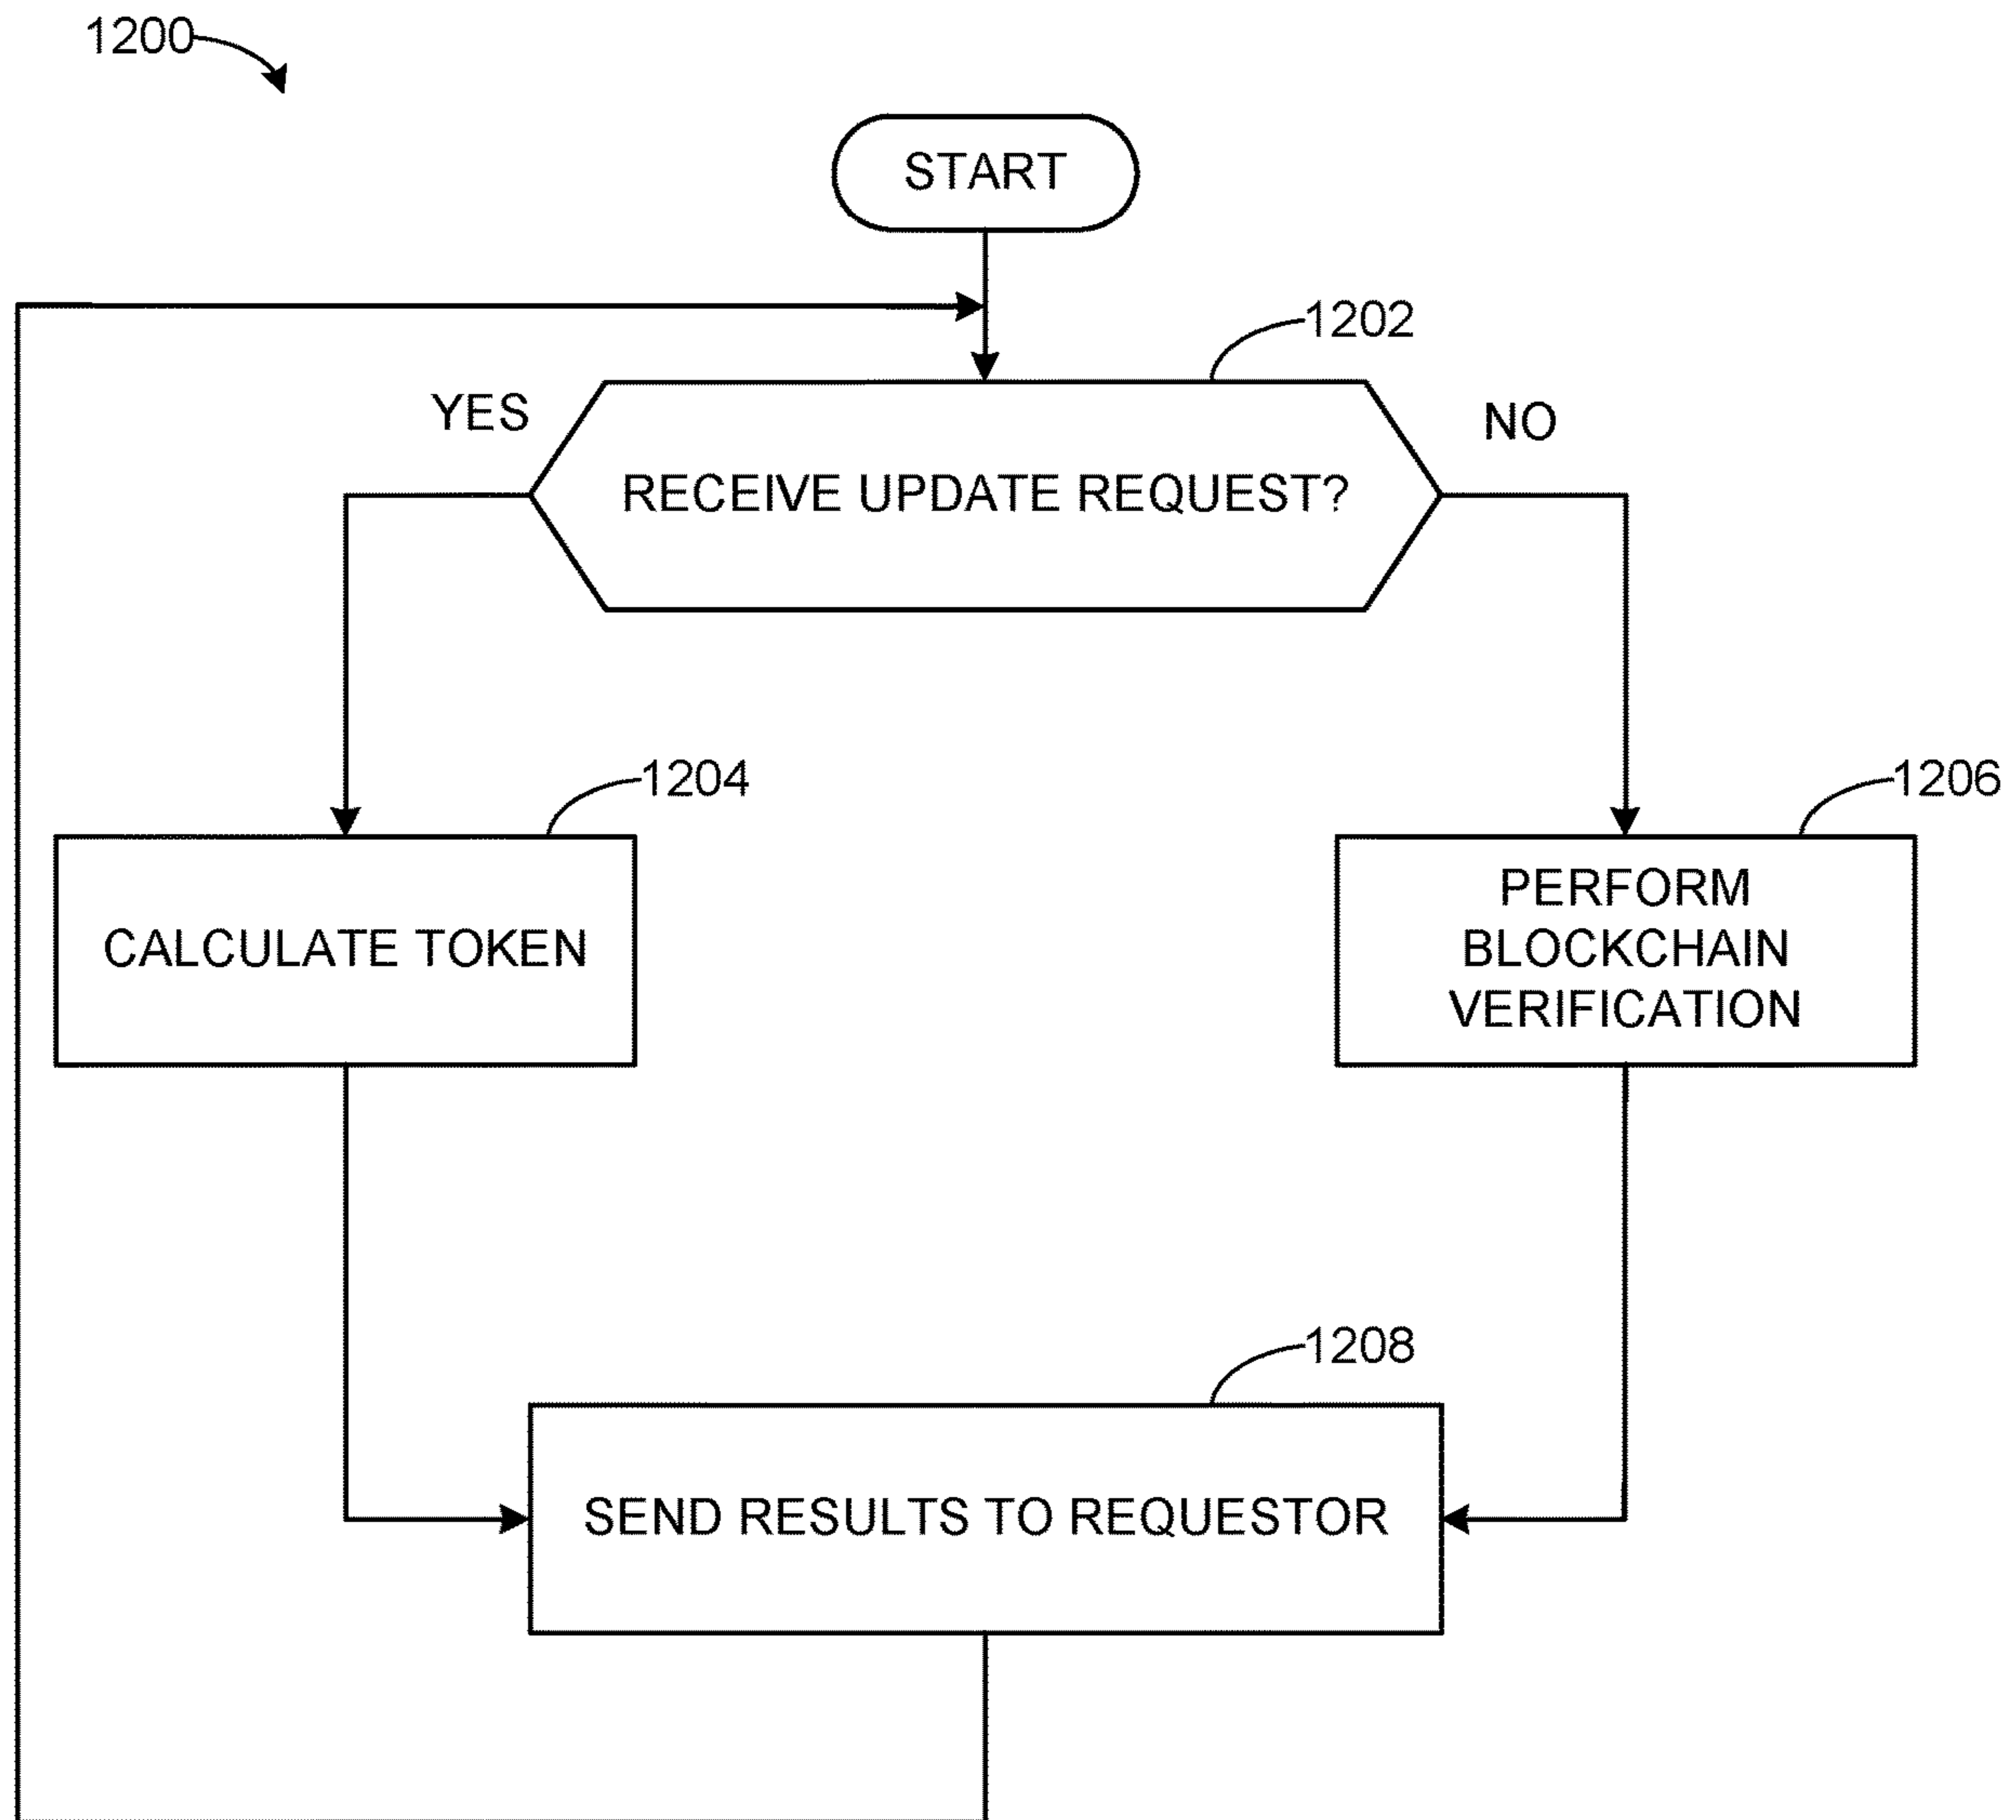 1200
START
1202
YES
NO
RECEIVE UPDATE REQUEST?
1204
1206
CALCULATE TOKEN
PERFORM
BLOCKCHAIN
VERIFICATION
1208
SEND RESULTS TO REQUESTOR